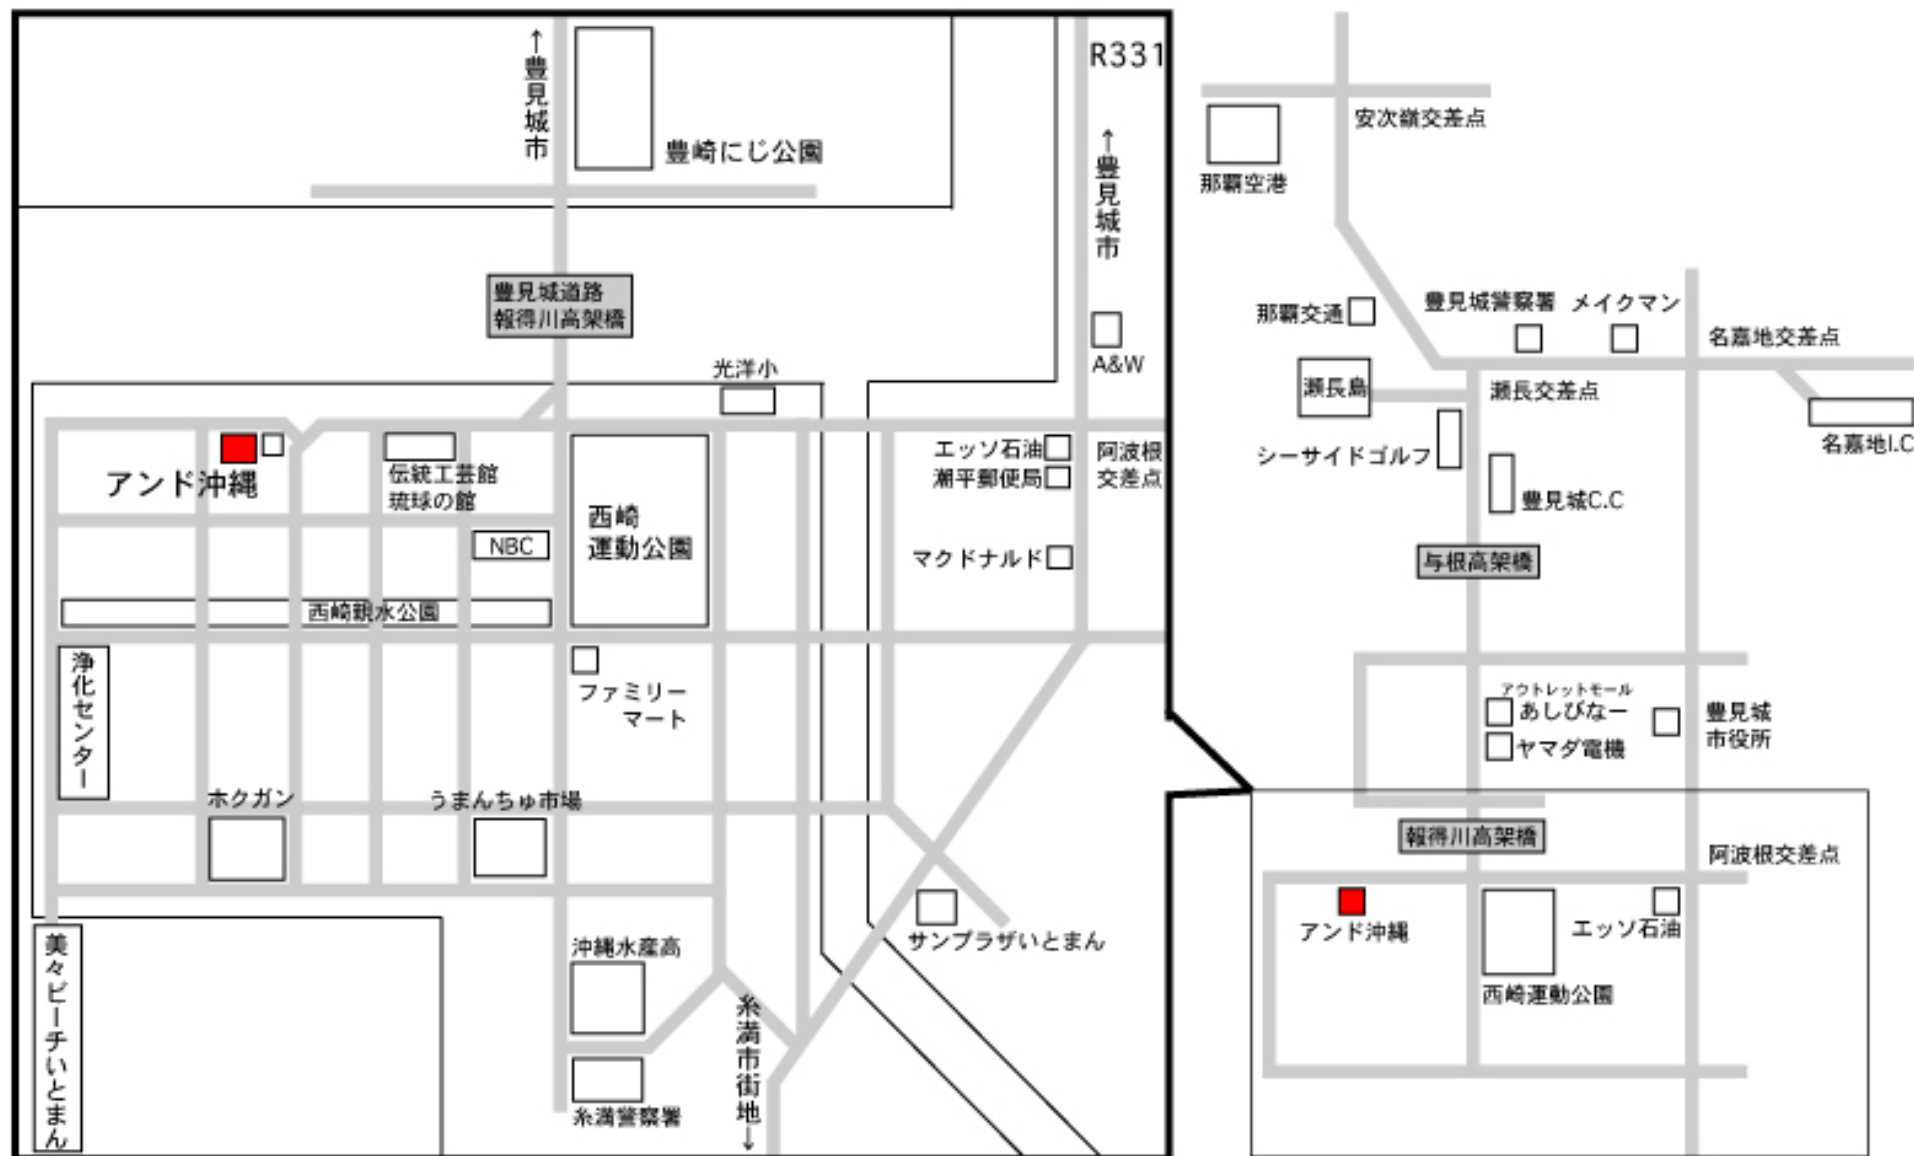 ↑豊見城市
豊崎にじ公園
R331
↑豊見城市
豊見城道路
報得川高架橋
光洋小
A&W
アンド沖縄
伝統工芸館
琉球の館
NBC
西崎
運動公園
エッソ石油
潮平郵便局
阿波根
交差点
マクドナルド
西崎親水公園
浄化センター
ファミリー
マート
ホクガン
うまんちゅ市場
サンプラザいとまん
美々ビーチいとまん
沖縄水産高
糸満警察署
糸満市街地↓
安次嶺交差点
那覇空港
那覇交通
豊見城警察署
メイクマン
名嘉地交差点
瀬長島
瀬長交差点
名嘉地I.C
シーサイドゴルフ
豊見城C.C
与根高架橋
アウトレットモール
あしびなー
ヤマダ電機
豊見城
市役所
報得川高架橋
阿波根交差点
アンド沖縄
エッソ石油
西崎運動公園